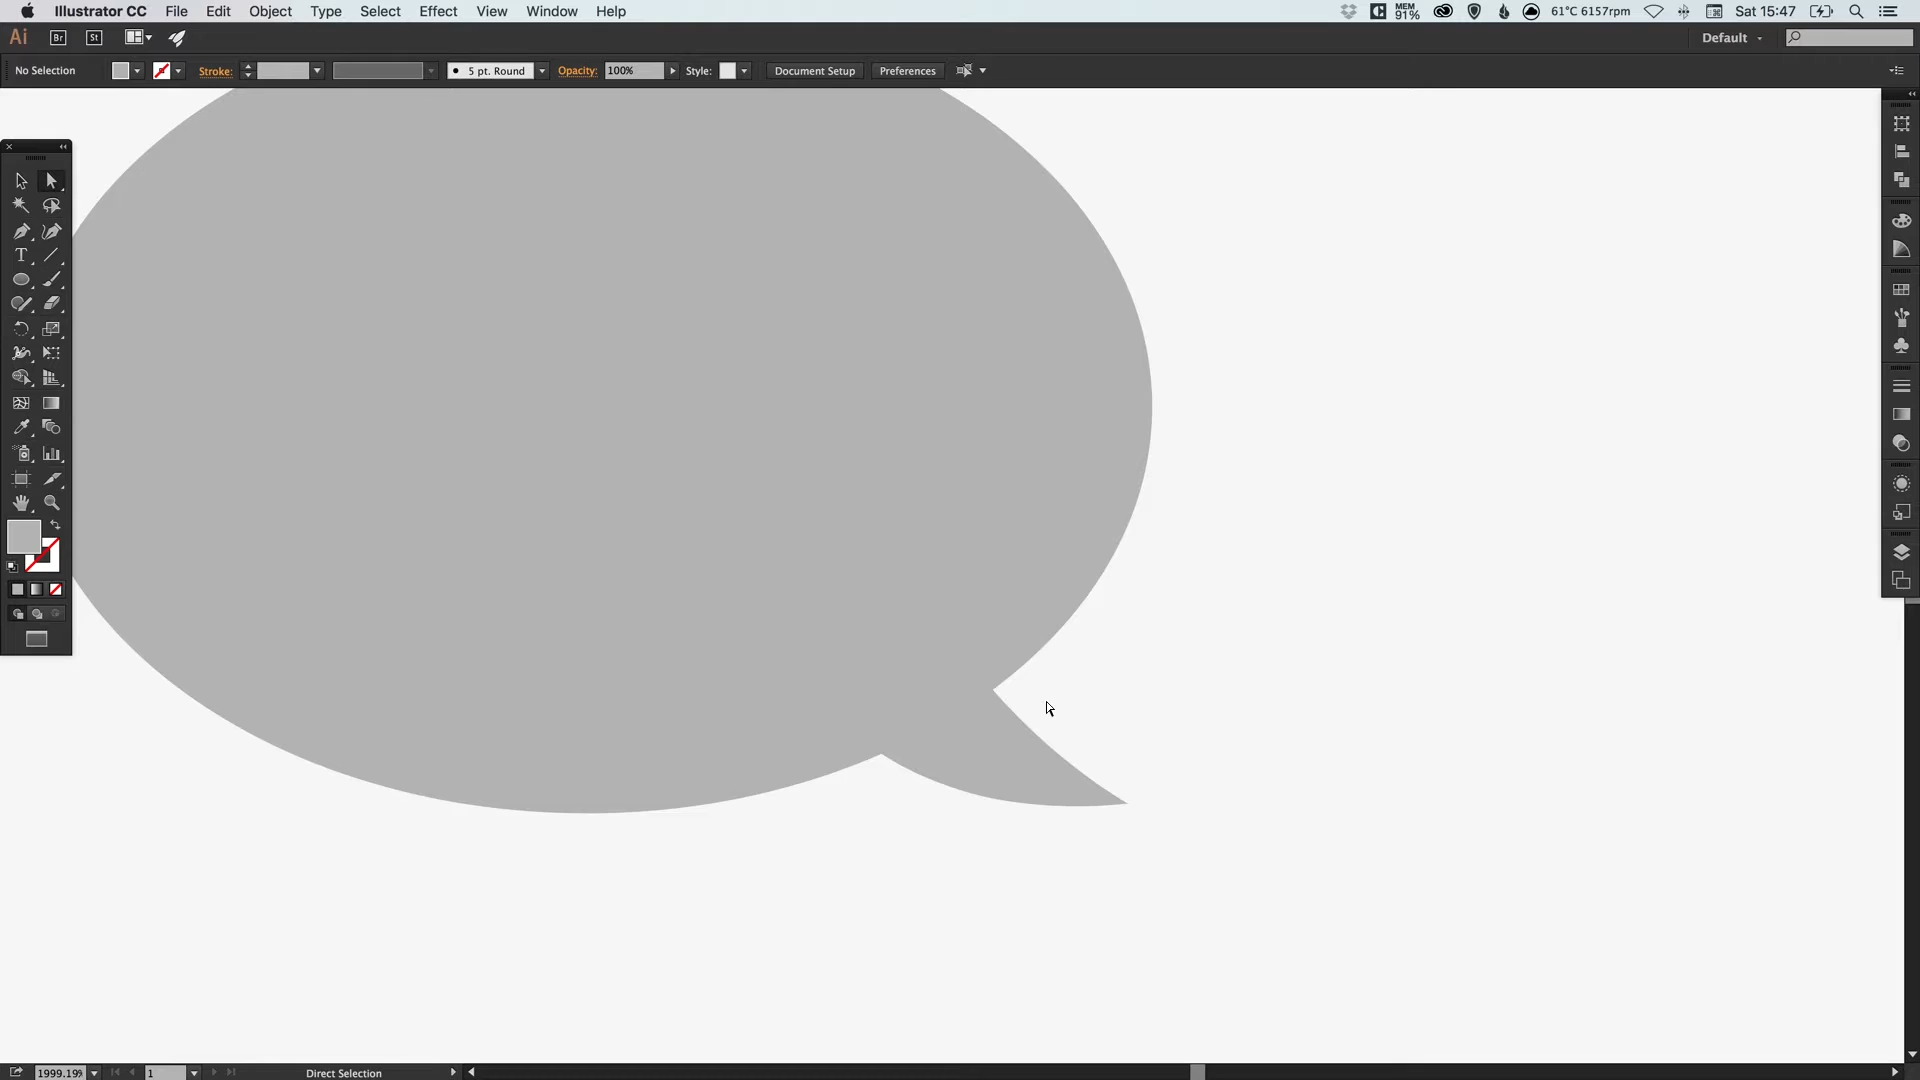 Illustrator CC File Edit Object Type Select Effect View Window Help MEM 91% 61°C 6157rpm Sat 15:47
Ai Br St Default
No Selection Stroke: 5 pt. Round Opacity: 100% Style: Document Setup Preferences
T
1999.19% 1 Direct Selection